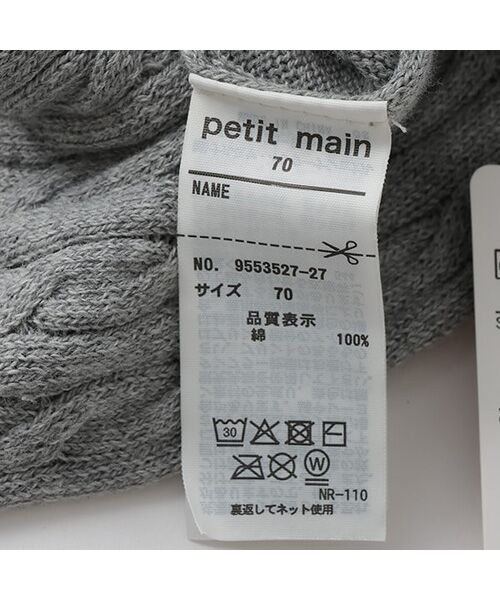 petit main
70
NAME
NO. 9553527-27
サイズ 70
品質表示
綿 100%
30
W
NR-110
裏返してネット使用